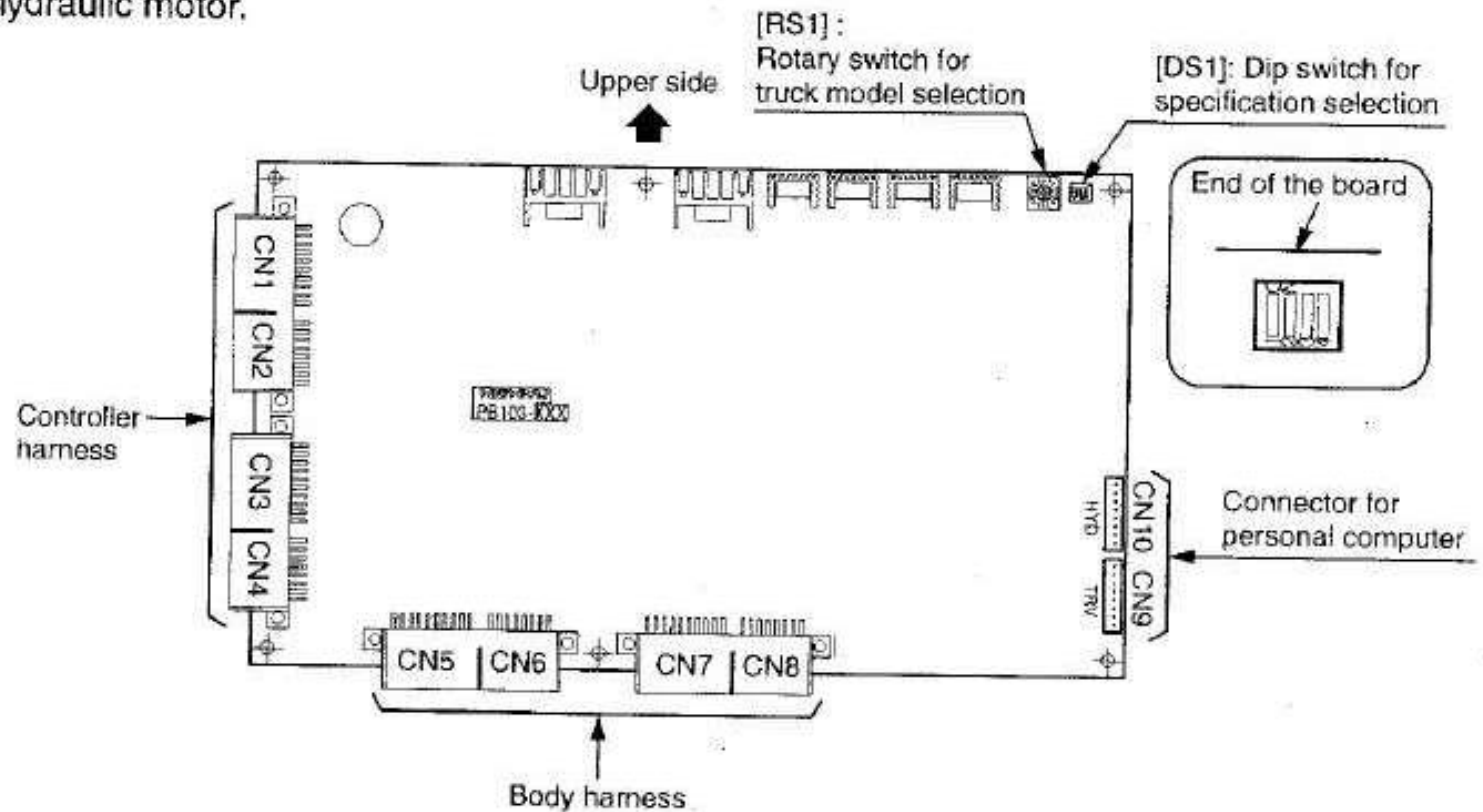 hydraulic motor.
[RS1] :
Rotary switch for
truck model selection
Upper side
[DS1]: Dip switch for
specification selection
End of the board
CN1
CN2
Controller
harness
CN3
CN4
HYD
CN10
TRV
CN9
Connector for
personal computer
CN5
CN6
CN7
CN8
Body harness